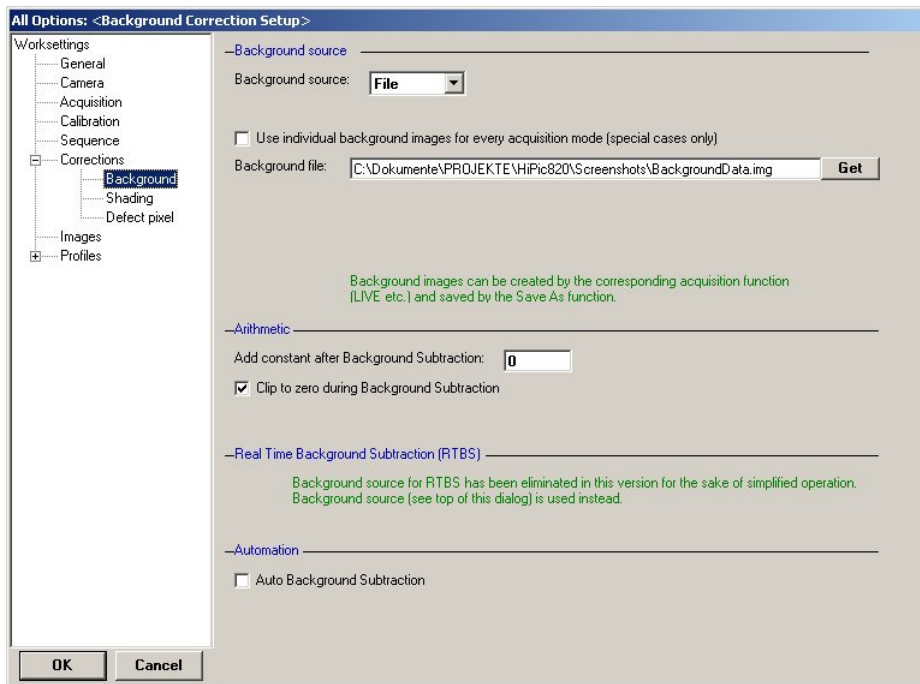 All Options: <Background Correction Setup>
Worksettings
General
Camera
Acquisition
Calibration
Sequence
Corrections
Background
Shading
Defect pixel
Images
Profiles
Background source
Background source: File
Use individual background images for every acquisition mode (special cases only)
Background file: C:\Dokumente\PROJEKTE\HiPic820\Screenshots\BackgroundData.img Get
Background images can be created by the corresponding acquisition function
(LIVE etc.) and saved by the Save As function.
Arithmetic
Add constant after Background Subtraction: 0
Clip to zero during Background Subtraction
Real Time Background Subtraction (RTBS)
Background source for RTBS has been eliminated in this version for the sake of simplified operation.
Background source (see top of this dialog) is used instead.
Automation
Auto Background Subtraction
OK Cancel